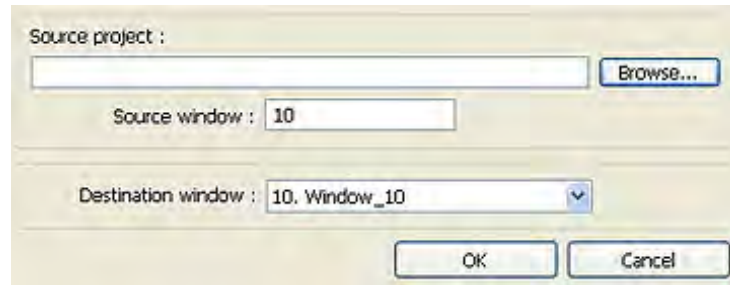 Source project :
Browse...
Source window : 10
Destination window : 10. Window_10
OK Cancel